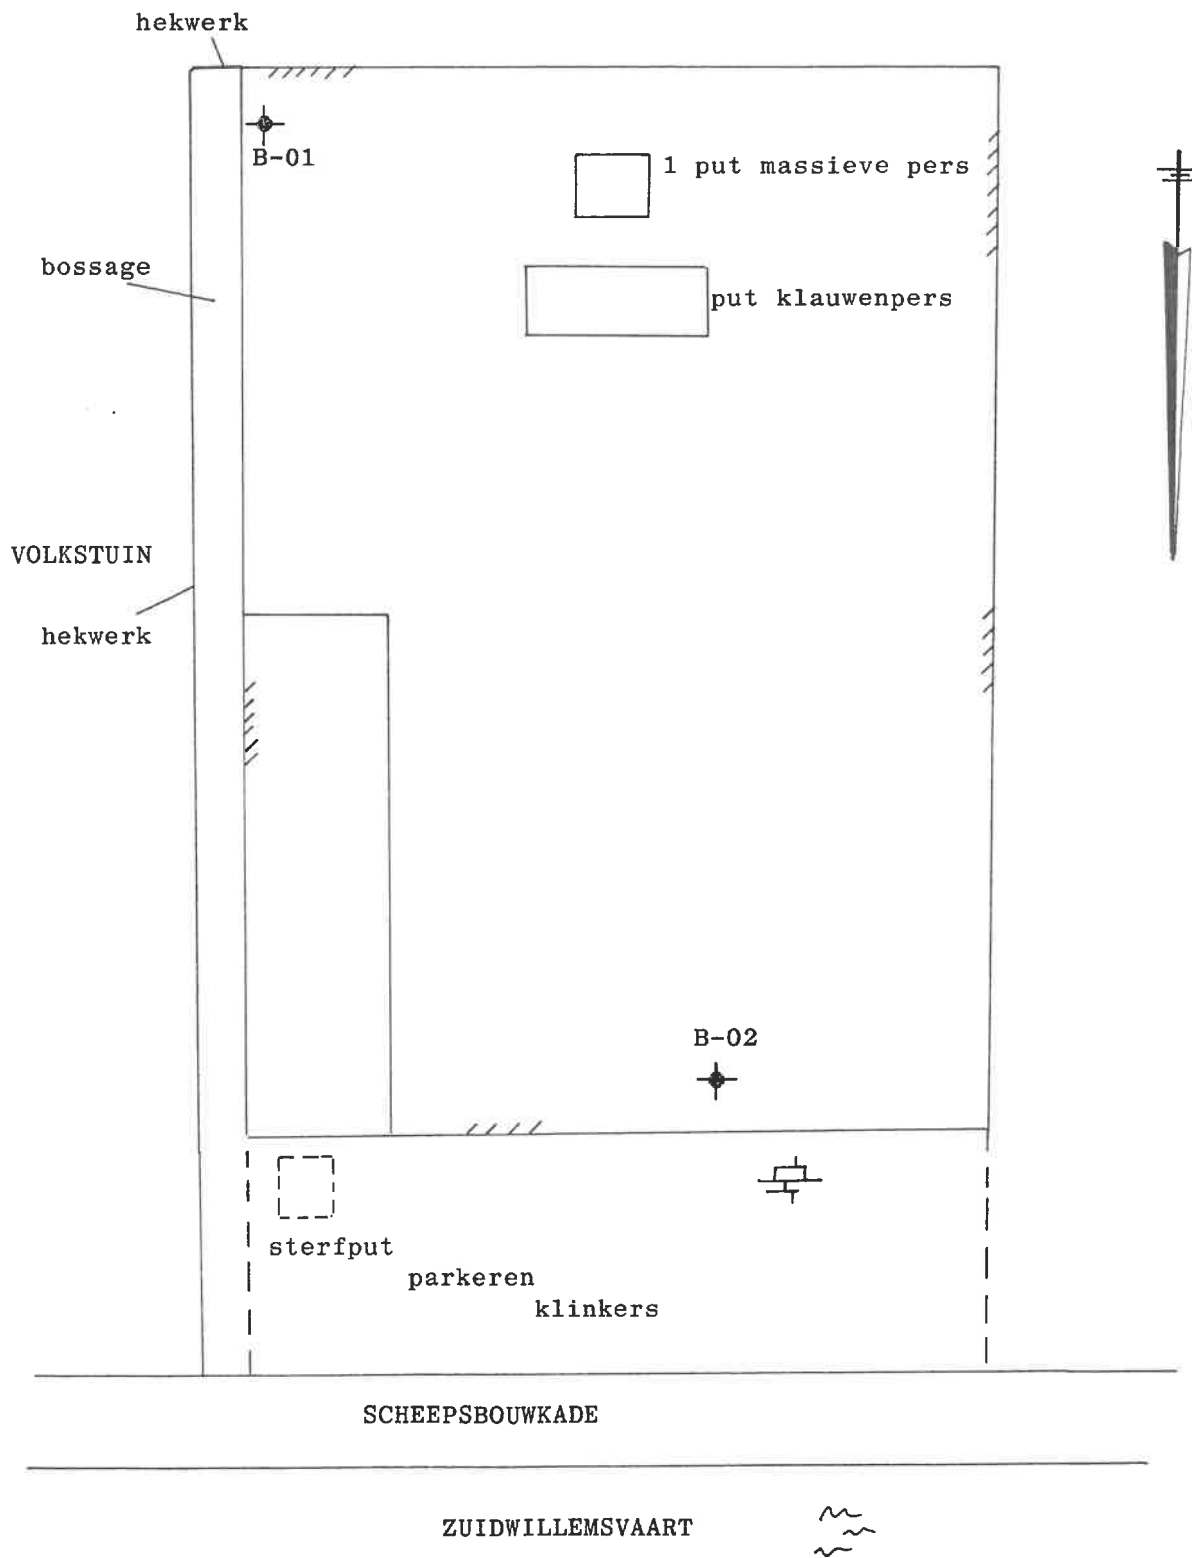 hekwerk
B-01
1 put massieve pers
bossage
put klauwenpers
VOLKSTUIN
hekwerk
B-02
sterfput
parkeren
klinkers
SCHEEPSBOUWKADE
ZUIDWILLEMSVAART